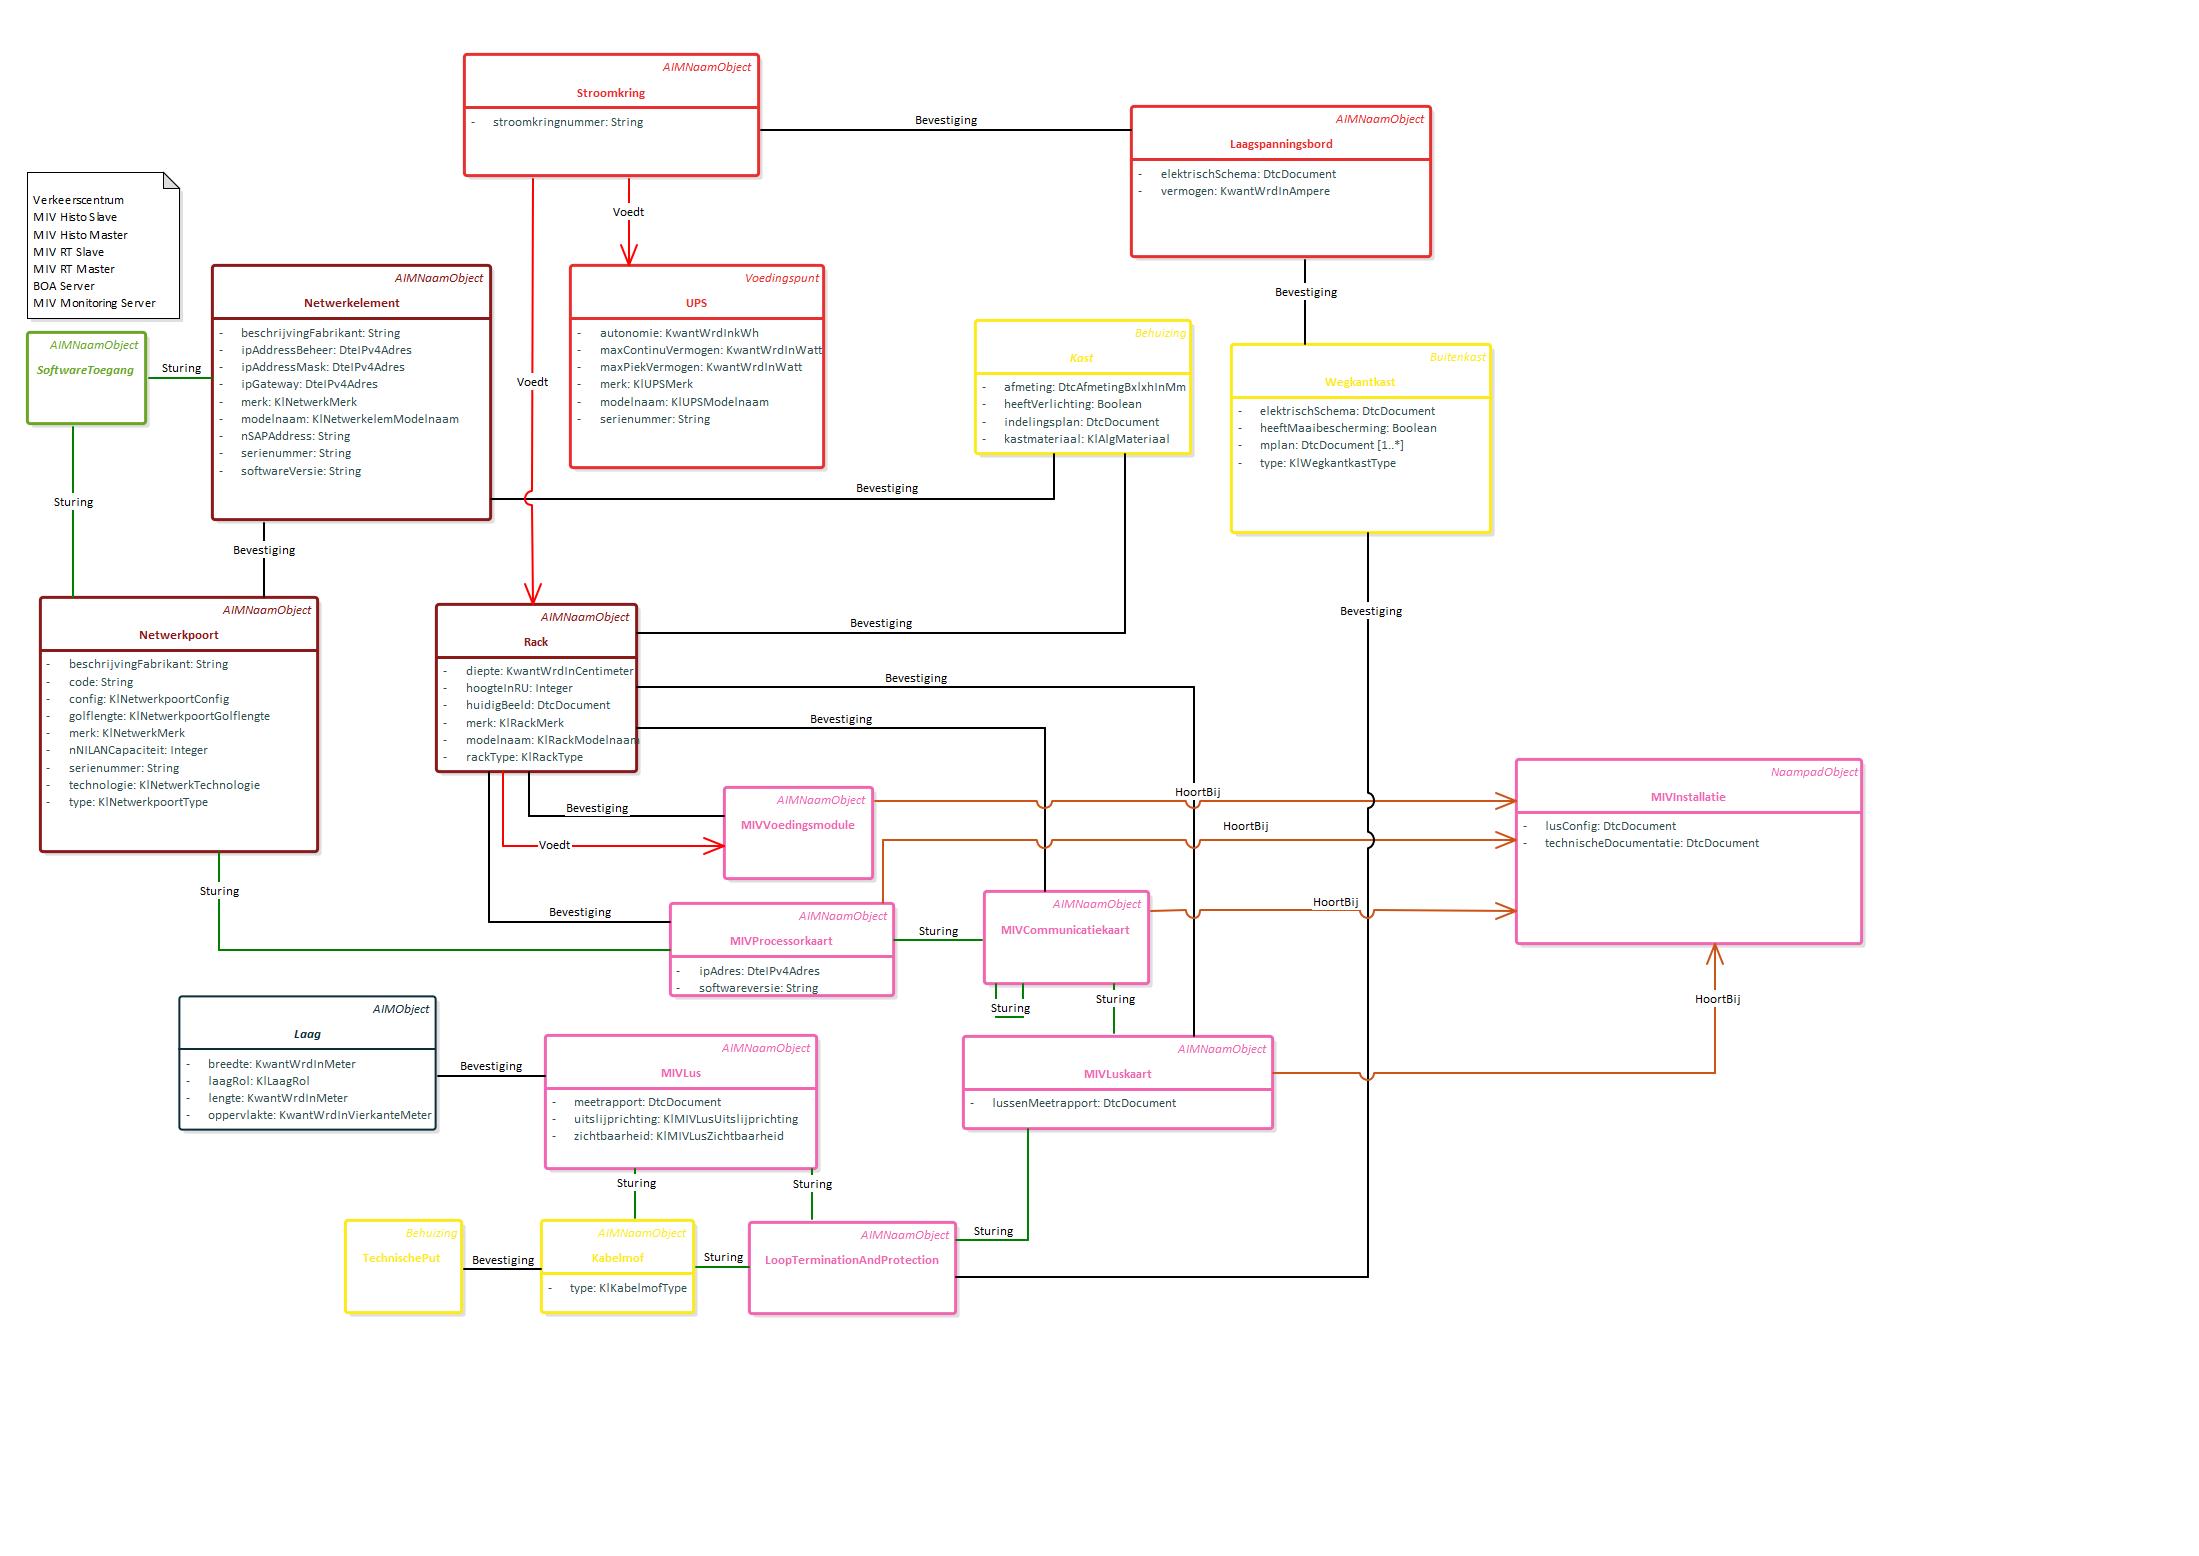 AIMNaamObject
Stroomkring
- stroomkringnummer: String
Bevestiging
AIMNaamObject
Laagspanningsbord
- elektrischSchema: DtcDocument
- vermogen: KwantWrdInAmpere
Verkeerscentrum
MIV Histo Slave
MIV Histo Master
MIV RT Slave
MIV RT Master
BOA Server
MIV Monitoring Server
Voedt
Bevestiging
AIMNaamObject
SoftwareToegang
Sturing
AIMNaamObject
Netwerkelement
- beschrijvingFabrikant: String
- ipAddressBeheer: DteIPv4Adres
- ipAddressMask: DteIPv4Adres
- ipGateway: DteIPv4Adres
- merk: KlNetwerkMerk
- modelnaam: KlNetwerkelemModelnaam
- nSAPAddress: String
- serienummer: String
- softwareVersie: String
Voedt
Voedingspunt
UPS
- autonomie: KwantWrdInkWh
- maxContinuVermogen: KwantWrdInWatt
- maxPiekVermogen: KwantWrdInWatt
- merk: KlUPSMerk
- modelnaam: KlUPSModelnaam
- serienummer: String
Behuizing
Kast
- afmeting: DtcAfmetingBxlxhInMm
- heeftVerlichting: Boolean
- indelingsplan: DtcDocument
- kastmateriaal: KlAlgMateriaal
Buitenkast
Wegkantkast
- elektrischSchema: DtcDocument
- heeftMaaibescherming: Boolean
- mplan: DtcDocument [1..*]
- type: KlWegkantkastType
Bevestiging
Sturing
Bevestiging
Bevestiging
Bevestiging
AIMNaamObject
Netwerkpoort
- beschrijvingFabrikant: String
- code: String
- config: KlNetwerkpoortConfig
- golflengte: KlNetwerkpoortGolflengte
- merk: KlNetwerkMerk
- nNILANCapaciteit: Integer
- serienummer: String
- technologie: KlNetwerkTechnologie
- type: KlNetwerkpoortType
AIMNaamObject
Rack
- diepte: KwantWrdInCentimeter
- hoogteInRU: Integer
- huidigBeeld: DtcDocument
- merk: KlRackMerk
- modelnaam: KlRackModelnaam
- rackType: KlRackType
Bevestiging
Bevestiging
Bevestiging
Voedt
AIMNaamObject
MIVVoedingsmodule
HoortBij
HoortBij
NaampadObject
MIVInstallatie
- lusConfig: DtcDocument
- technischeDocumentatie: DtcDocument
Sturing
Bevestiging
AIMNaamObject
MIVProcessorkaart
- ipAdres: DteIPv4Adres
- softwareversie: String
Sturing
AIMNaamObject
MIVCommunicatiekaart
HoortBij
Sturing
Sturing
HoortBij
AIMObject
Laag
- breedte: KwantWrdInMeter
- laagRol: KlLaagRol
- lengte: KwantWrdInMeter
- oppervlakte: KwantWrdInVierkanteMeter
Bevestiging
AIMNaamObject
MIVLus
- meetrapport: DtcDocument
- uitslijprichting: KlMIVLusUitslijprichting
- zichtbaarheid: KlMIVLusZichtbaarheid
AIMNaamObject
MIVLuskaart
- lussenMeetrapport: DtcDocument
Sturing
Sturing
Behuizing
TechnischePut
Bevestiging
AIMNaamObject
Kabelmof
- type: KlKabelmofType
Sturing
AIMNaamObject
LoopTerminationAndProtection
Sturing